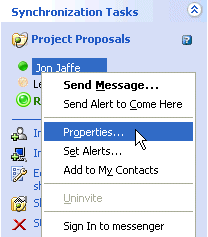 Synchronization Tasks
Project Proposals
Jon Jaffe
Send Message...
Send Alert to Come Here
Properties...
Set Alerts...
Add to My Contacts
Uninvite
Sign In to messenger